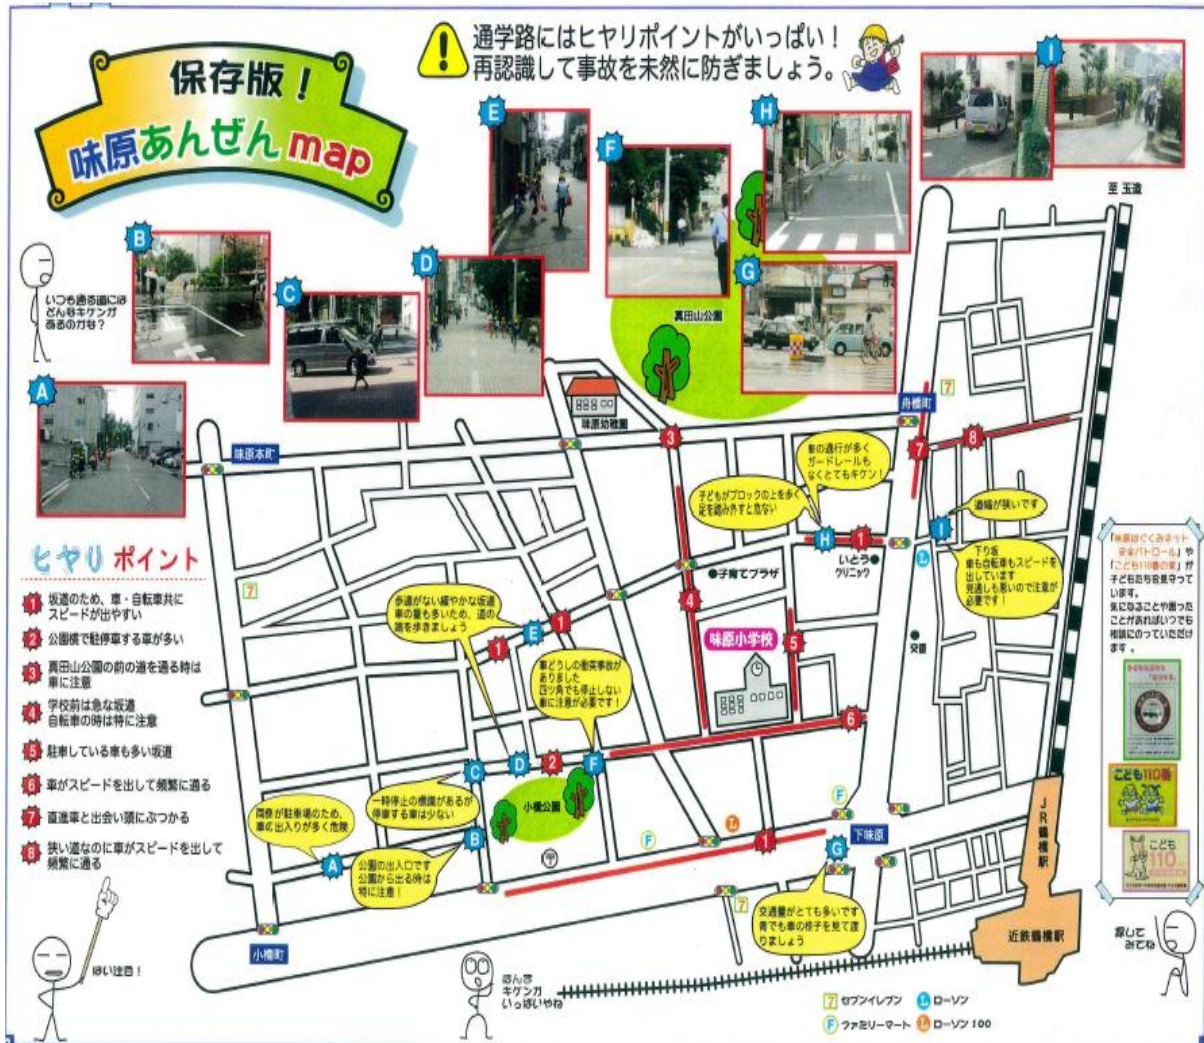 通学路にはヒヤリポイントがいっぱい!
再認識して事故を未然に防ぎましょう。
保存版!
味原あんぜん map
いつも通る道には
どんなキケンが
あるのかな?
A
B
C
D
E
F
G
H
I
至 玉造
真田山公園
味原幼稚園
舟橋町
味原本町
車の通行が多く
ガードレールも
なくとてもキケン!
子どもがブロックの上を歩く
足を踏み外すと危ない
道幅が狭いです
下り坂
車も自転車もスピードを
出しています
見通しも悪いので注意が
必要です!
いとう
クリニック
子育てプラザ
交番
味原小学校
歩道がない緩やかな坂道
車の量も多いため、道の
端を歩きましょう
車どうしの衝突事故が
ありました
四ツ角でも停止しない
車に注意が必要です!
一時停止の標識があるが
停車する車は少ない
小橋公園
両側が駐車場のため、
車の出入りが多く危険
公園の出入口です
公園から出る時は
特に注意!
下味原
交通量がとても多いです
青でも車の様子を見て渡
りましょう
小橋町
JR鶴橋駅
近鉄鶴橋駅
ヒヤリ ポイント
1 坂道のため、車・自転車共に
スピードが出やすい
2 公園横で駐停車する車が多い
3 真田山公園の前の道を通る時は
車に注意
4 学校前は急な坂道
自転車の時は特に注意
5 駐車している車も多い坂道
6 車がスピードを出して頻繁に通る
7 直進車と出会い頭にぶつかる
8 狭い道なのに車がスピードを出して
頻繁に通る
はい注目!
ほんま
キケンが
いっぱいやね
「味原はぐくみネット
安全パトロール」や
「こども110番の家」が
子どもたちを見守って
います。
気になることや困った
ことがあればいつでも
相談にのっていただけ
ます。
こども110番
こども
110
探して
みてね
7 セブンイレブン
L ローソン
F ファミリーマート
L ローソン100